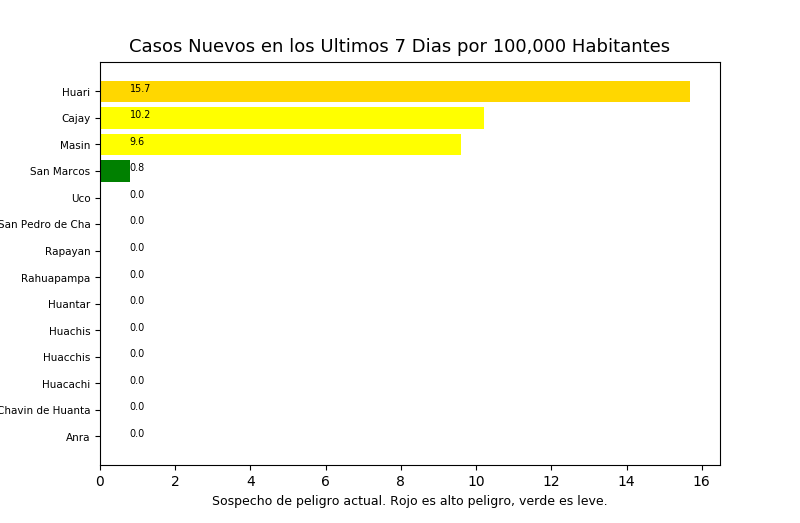 Casos Nuevos en los Ultimos 7 Dias por 100,000 Habitantes
Huari 15.7
Cajay 10.2
Masin 9.6
San Marcos 0.8
Uco 0.0
San Pedro de Cha 0.0
Rapayan 0.0
Rahuapampa 0.0
Huantar 0.0
Huachis 0.0
Huacchis 0.0
Huacachi 0.0
Chavin de Huanta 0.0
Anra 0.0
0 2 4 6 8 10 12 14 16
Sospecho de peligro actual. Rojo es alto peligro, verde es leve.